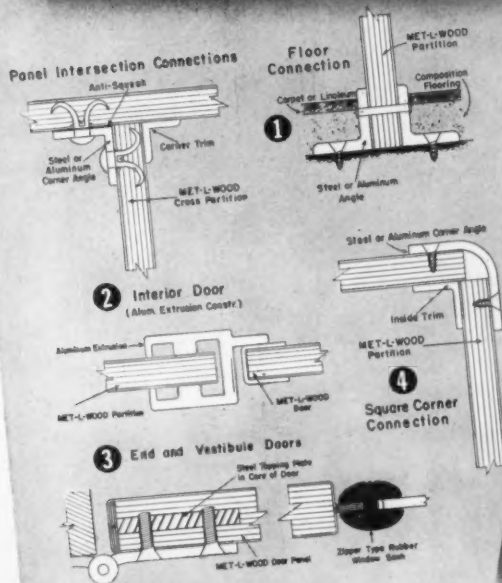 Panel Intersection Connections
Anti-Squeak
Steel or
Aluminum
Corner Angle
Corner Trim
MET-L-WOOD
Cross Partition
Floor
Connection
MET-L-WOOD
Partition
Carpet or Linoleum
Composition
Flooring
1
Steel or Aluminum
Angle
2 Interior Door
(Alum. Extrusion Constr.)
Aluminum Extrusion
MET-L-WOOD Partition
MET-L-WOOD
Door
Steel or Aluminum Corner Angle
Inside Trim
MET-L-WOOD
Partition
4
Square Corner
Connection
3 End and Vestibule Doors
Steel Tapping Plate
in Core of Door
MET-L-WOOD Door Panel
Zipper Type Rubber
Window Sash